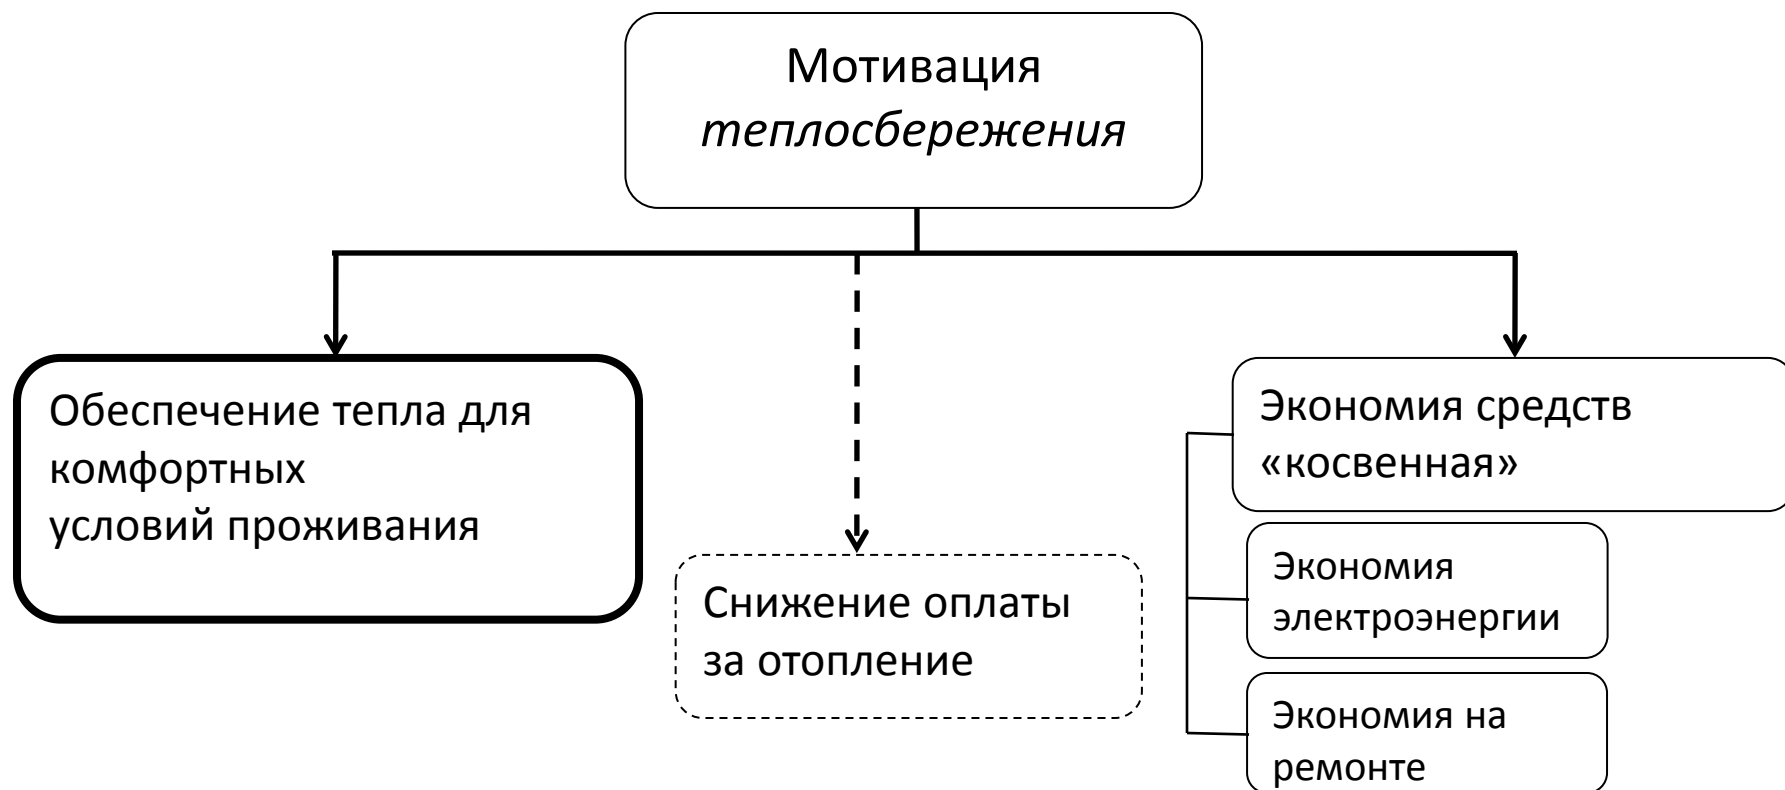 Мотивация
теплосбережения
Обеспечение тепла для
комфортных
условий проживания
Снижение оплаты
за отопление
Экономия средств
«косвенная»
Экономия
электроэнергии
Экономия на
ремонте